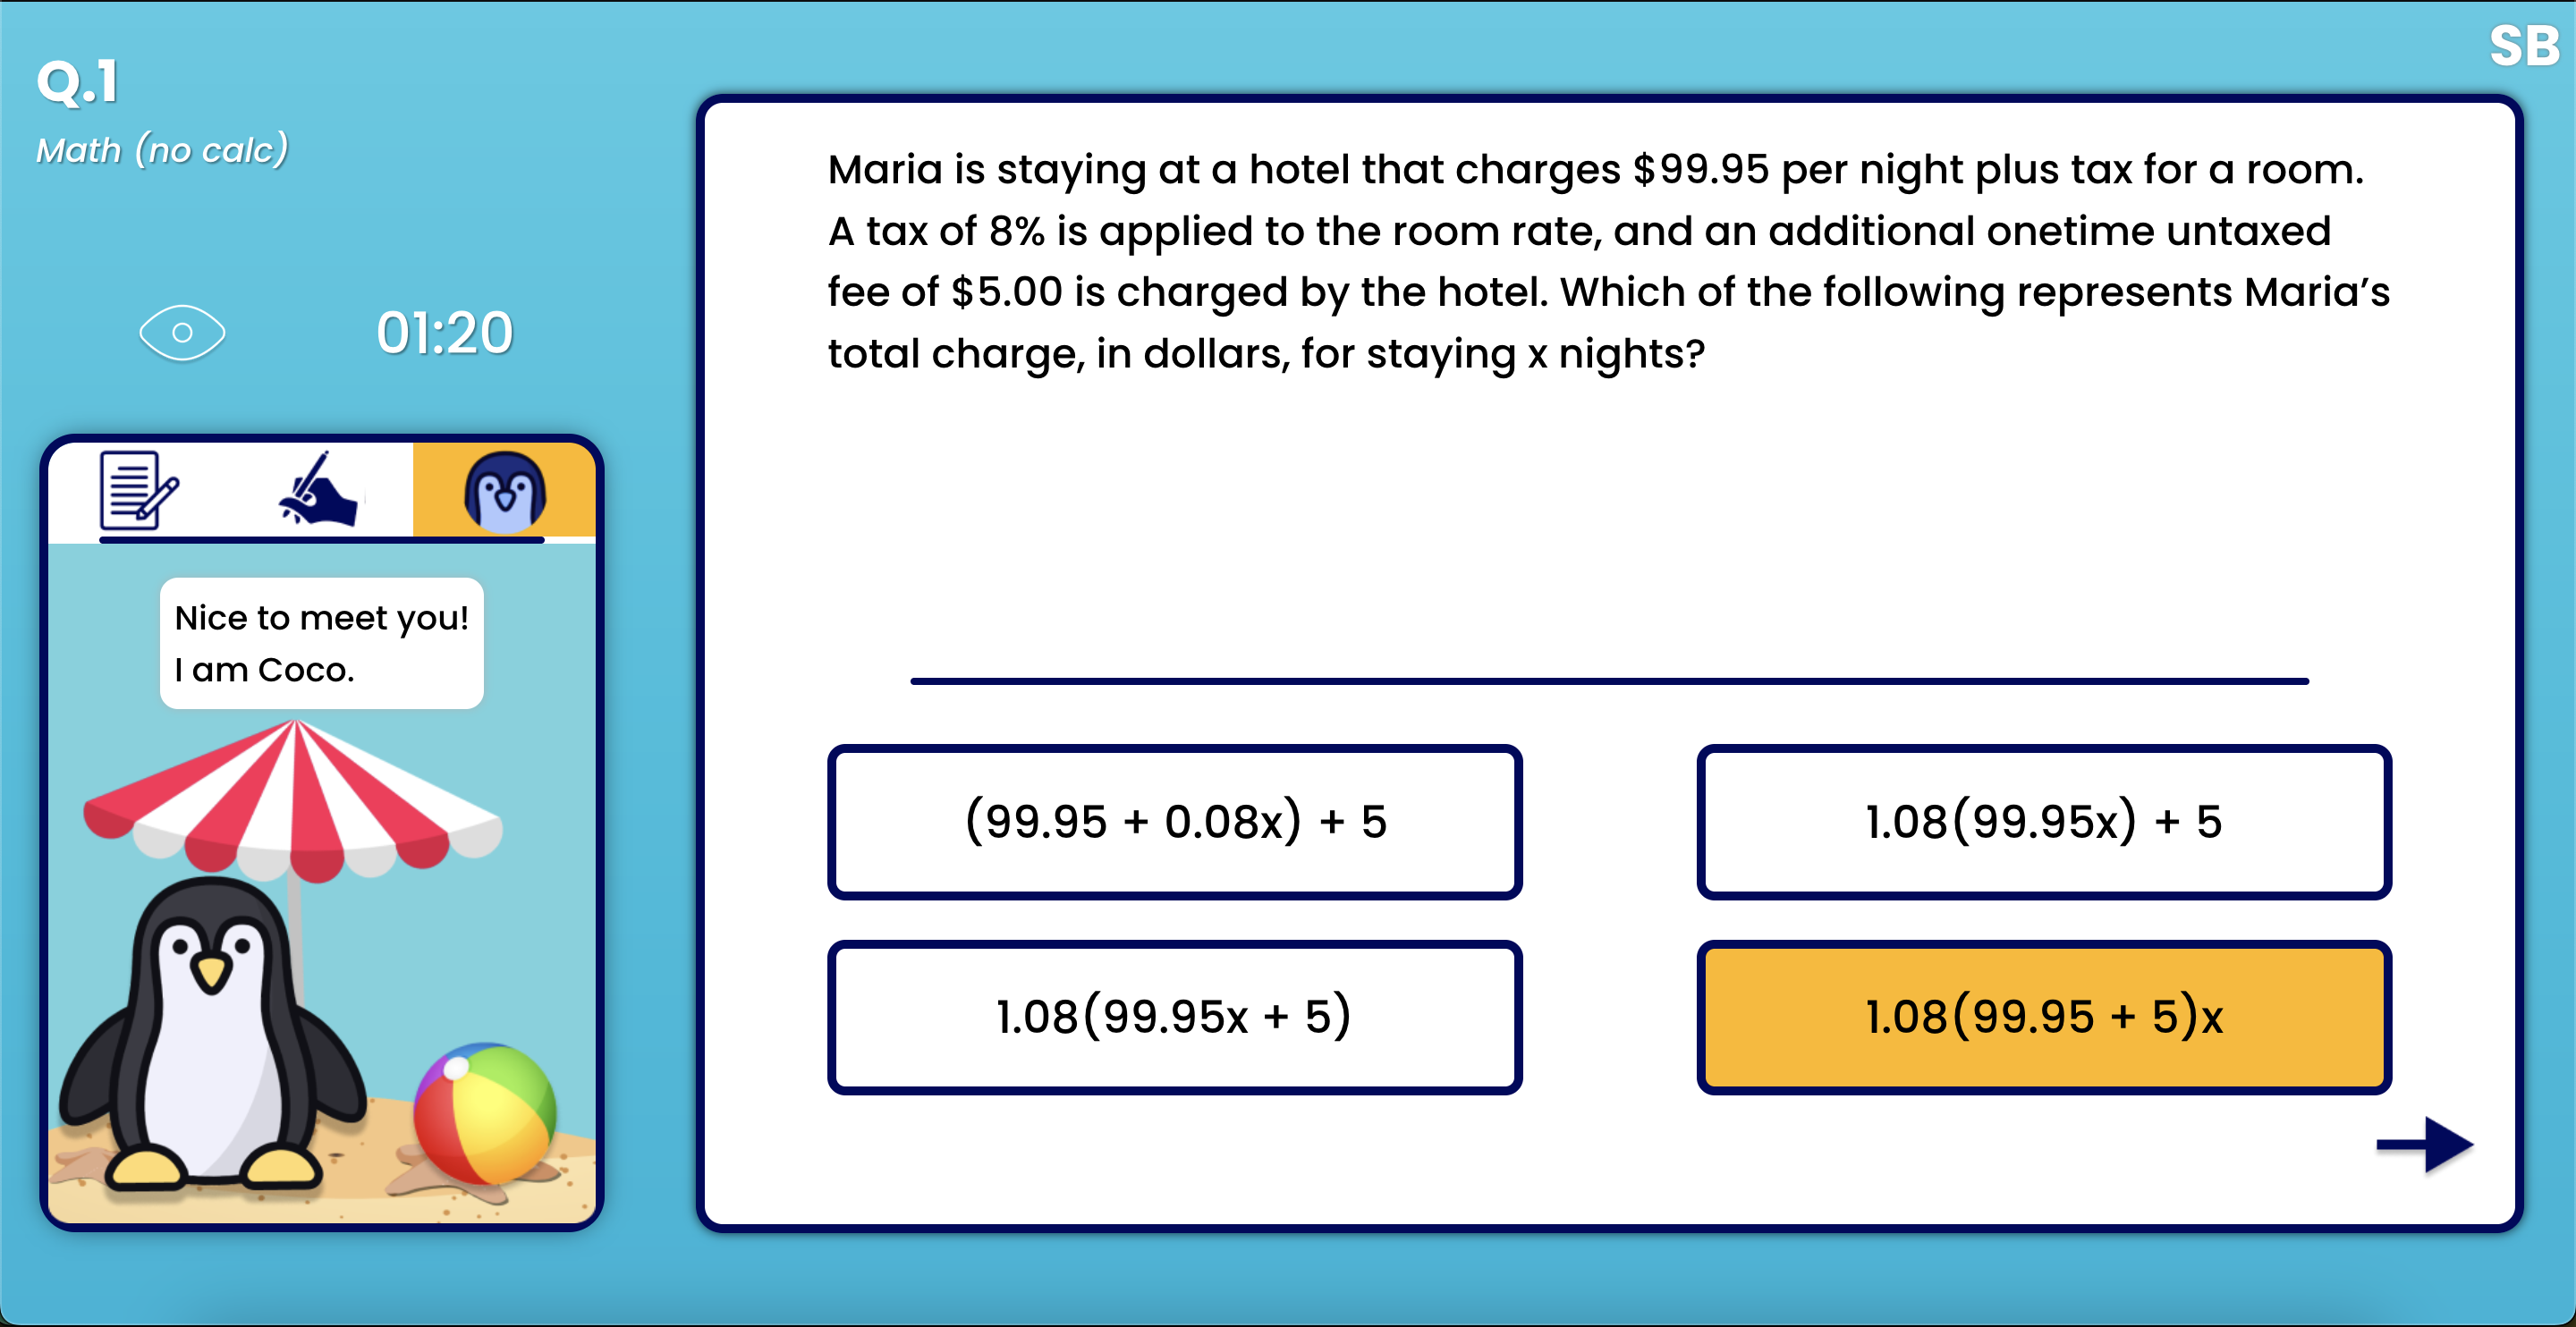 SB
Q.1
Math (no calc)
01:20
Nice to meet you!
I am Coco.
Maria is staying at a hotel that charges $99.95 per night plus tax for a room.
A tax of 8% is applied to the room rate, and an additional onetime untaxed
fee of $5.00 is charged by the hotel. Which of the following represents Maria’s
total charge, in dollars, for staying x nights?
(99.95 + 0.08x) + 5
1.08(99.95x) + 5
1.08(99.95x + 5)
1.08(99.95 + 5)x